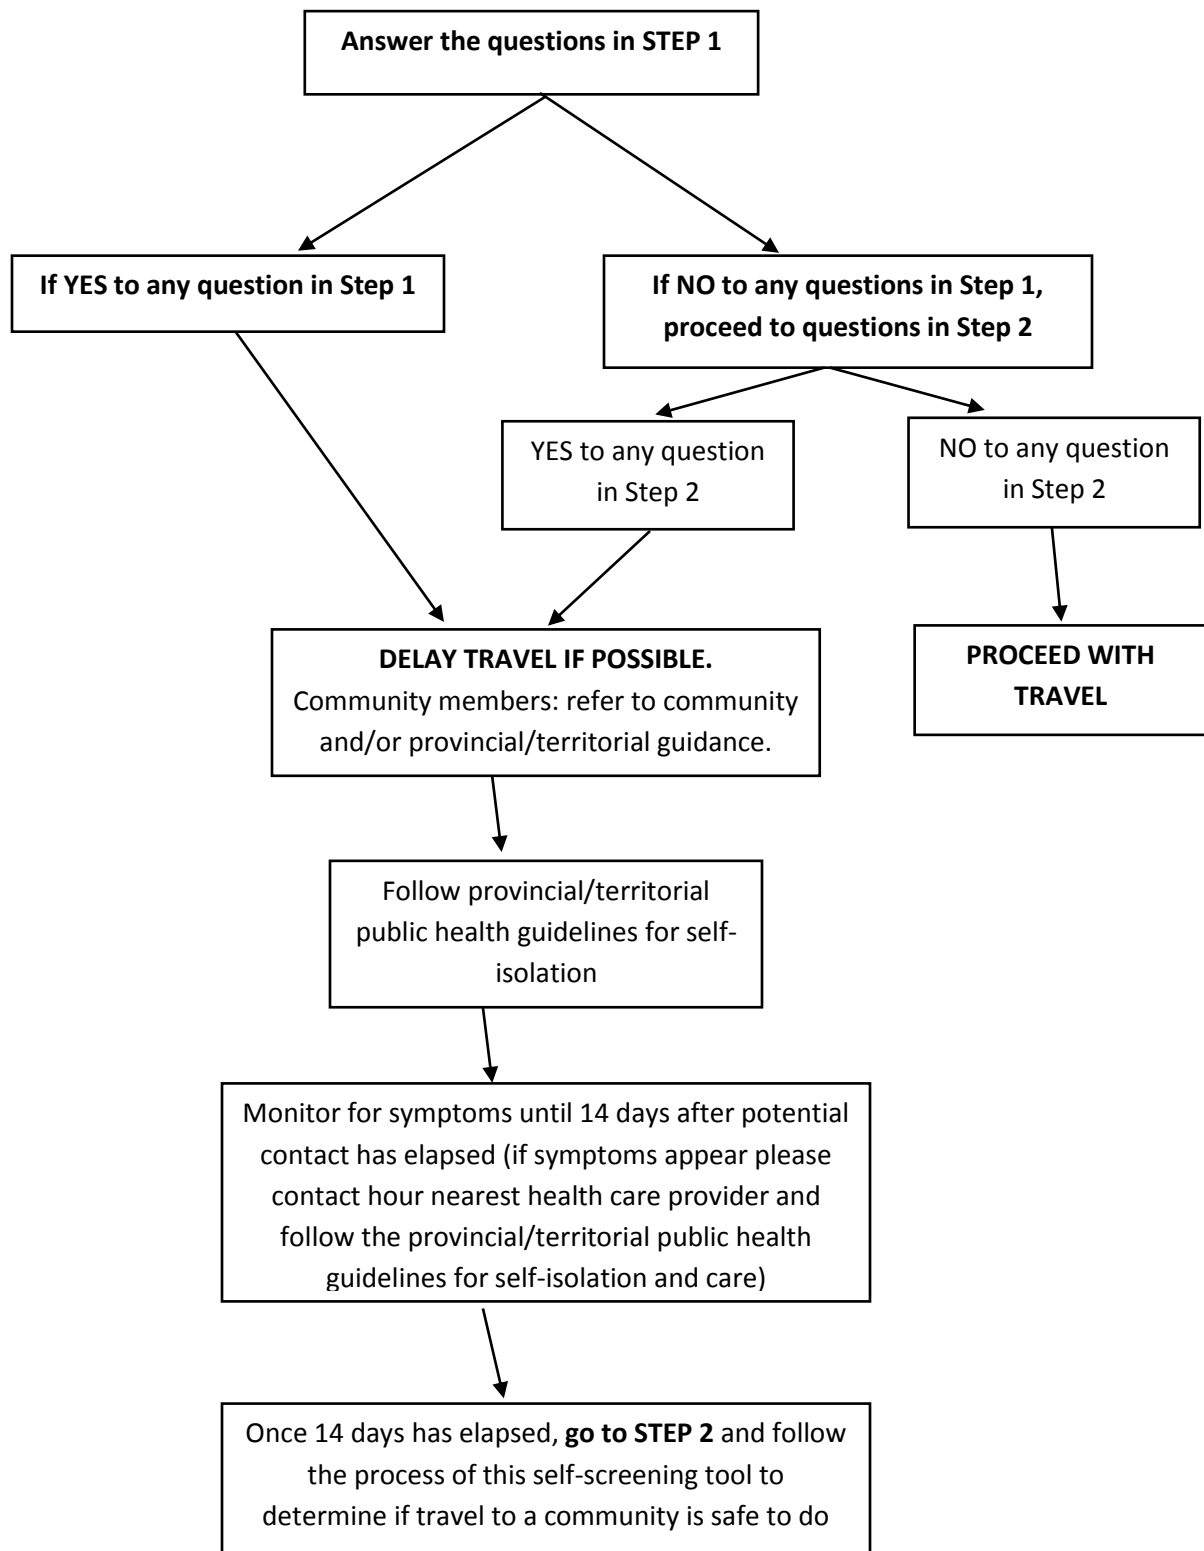 Answer the questions in STEP 1
If YES to any question in Step 1
If NO to any questions in Step 1,
proceed to questions in Step 2
YES to any question
in Step 2
NO to any question
in Step 2
DELAY TRAVEL IF POSSIBLE.
Community members: refer to community
and/or provincial/territorial guidance.
PROCEED WITH
TRAVEL
Follow provincial/territorial
public health guidelines for self-
isolation
Monitor for symptoms until 14 days after potential
contact has elapsed (if symptoms appear please
contact hour nearest health care provider and
follow the provincial/territorial public health
guidelines for self-isolation and care)
Once 14 days has elapsed, go to STEP 2 and follow
the process of this self-screening tool to
determine if travel to a community is safe to do